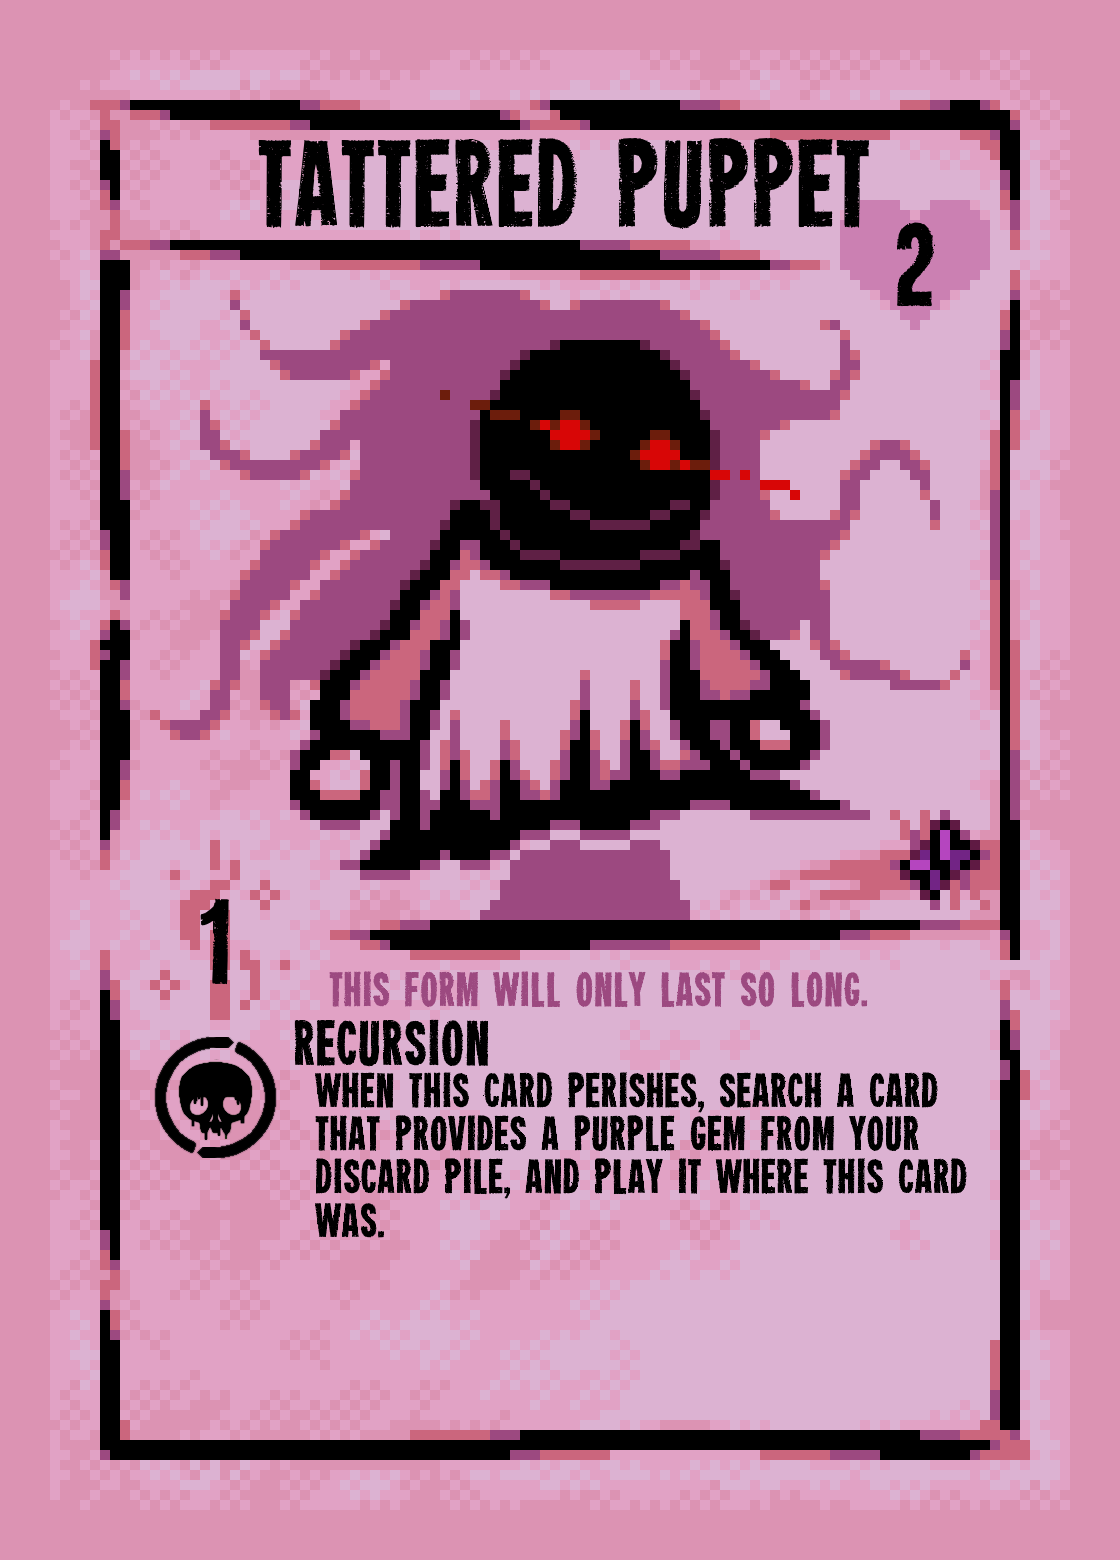 TATTERED PUPPET
2
1
THIS FORM WILL ONLY LAST SO LONG.
RECURSION
WHEN THIS CARD PERISHES, SEARCH A CARD
THAT PROVIDES A PURPLE GEM FROM YOUR
DISCARD PILE, AND PLAY IT WHERE THIS CARD
WAS.